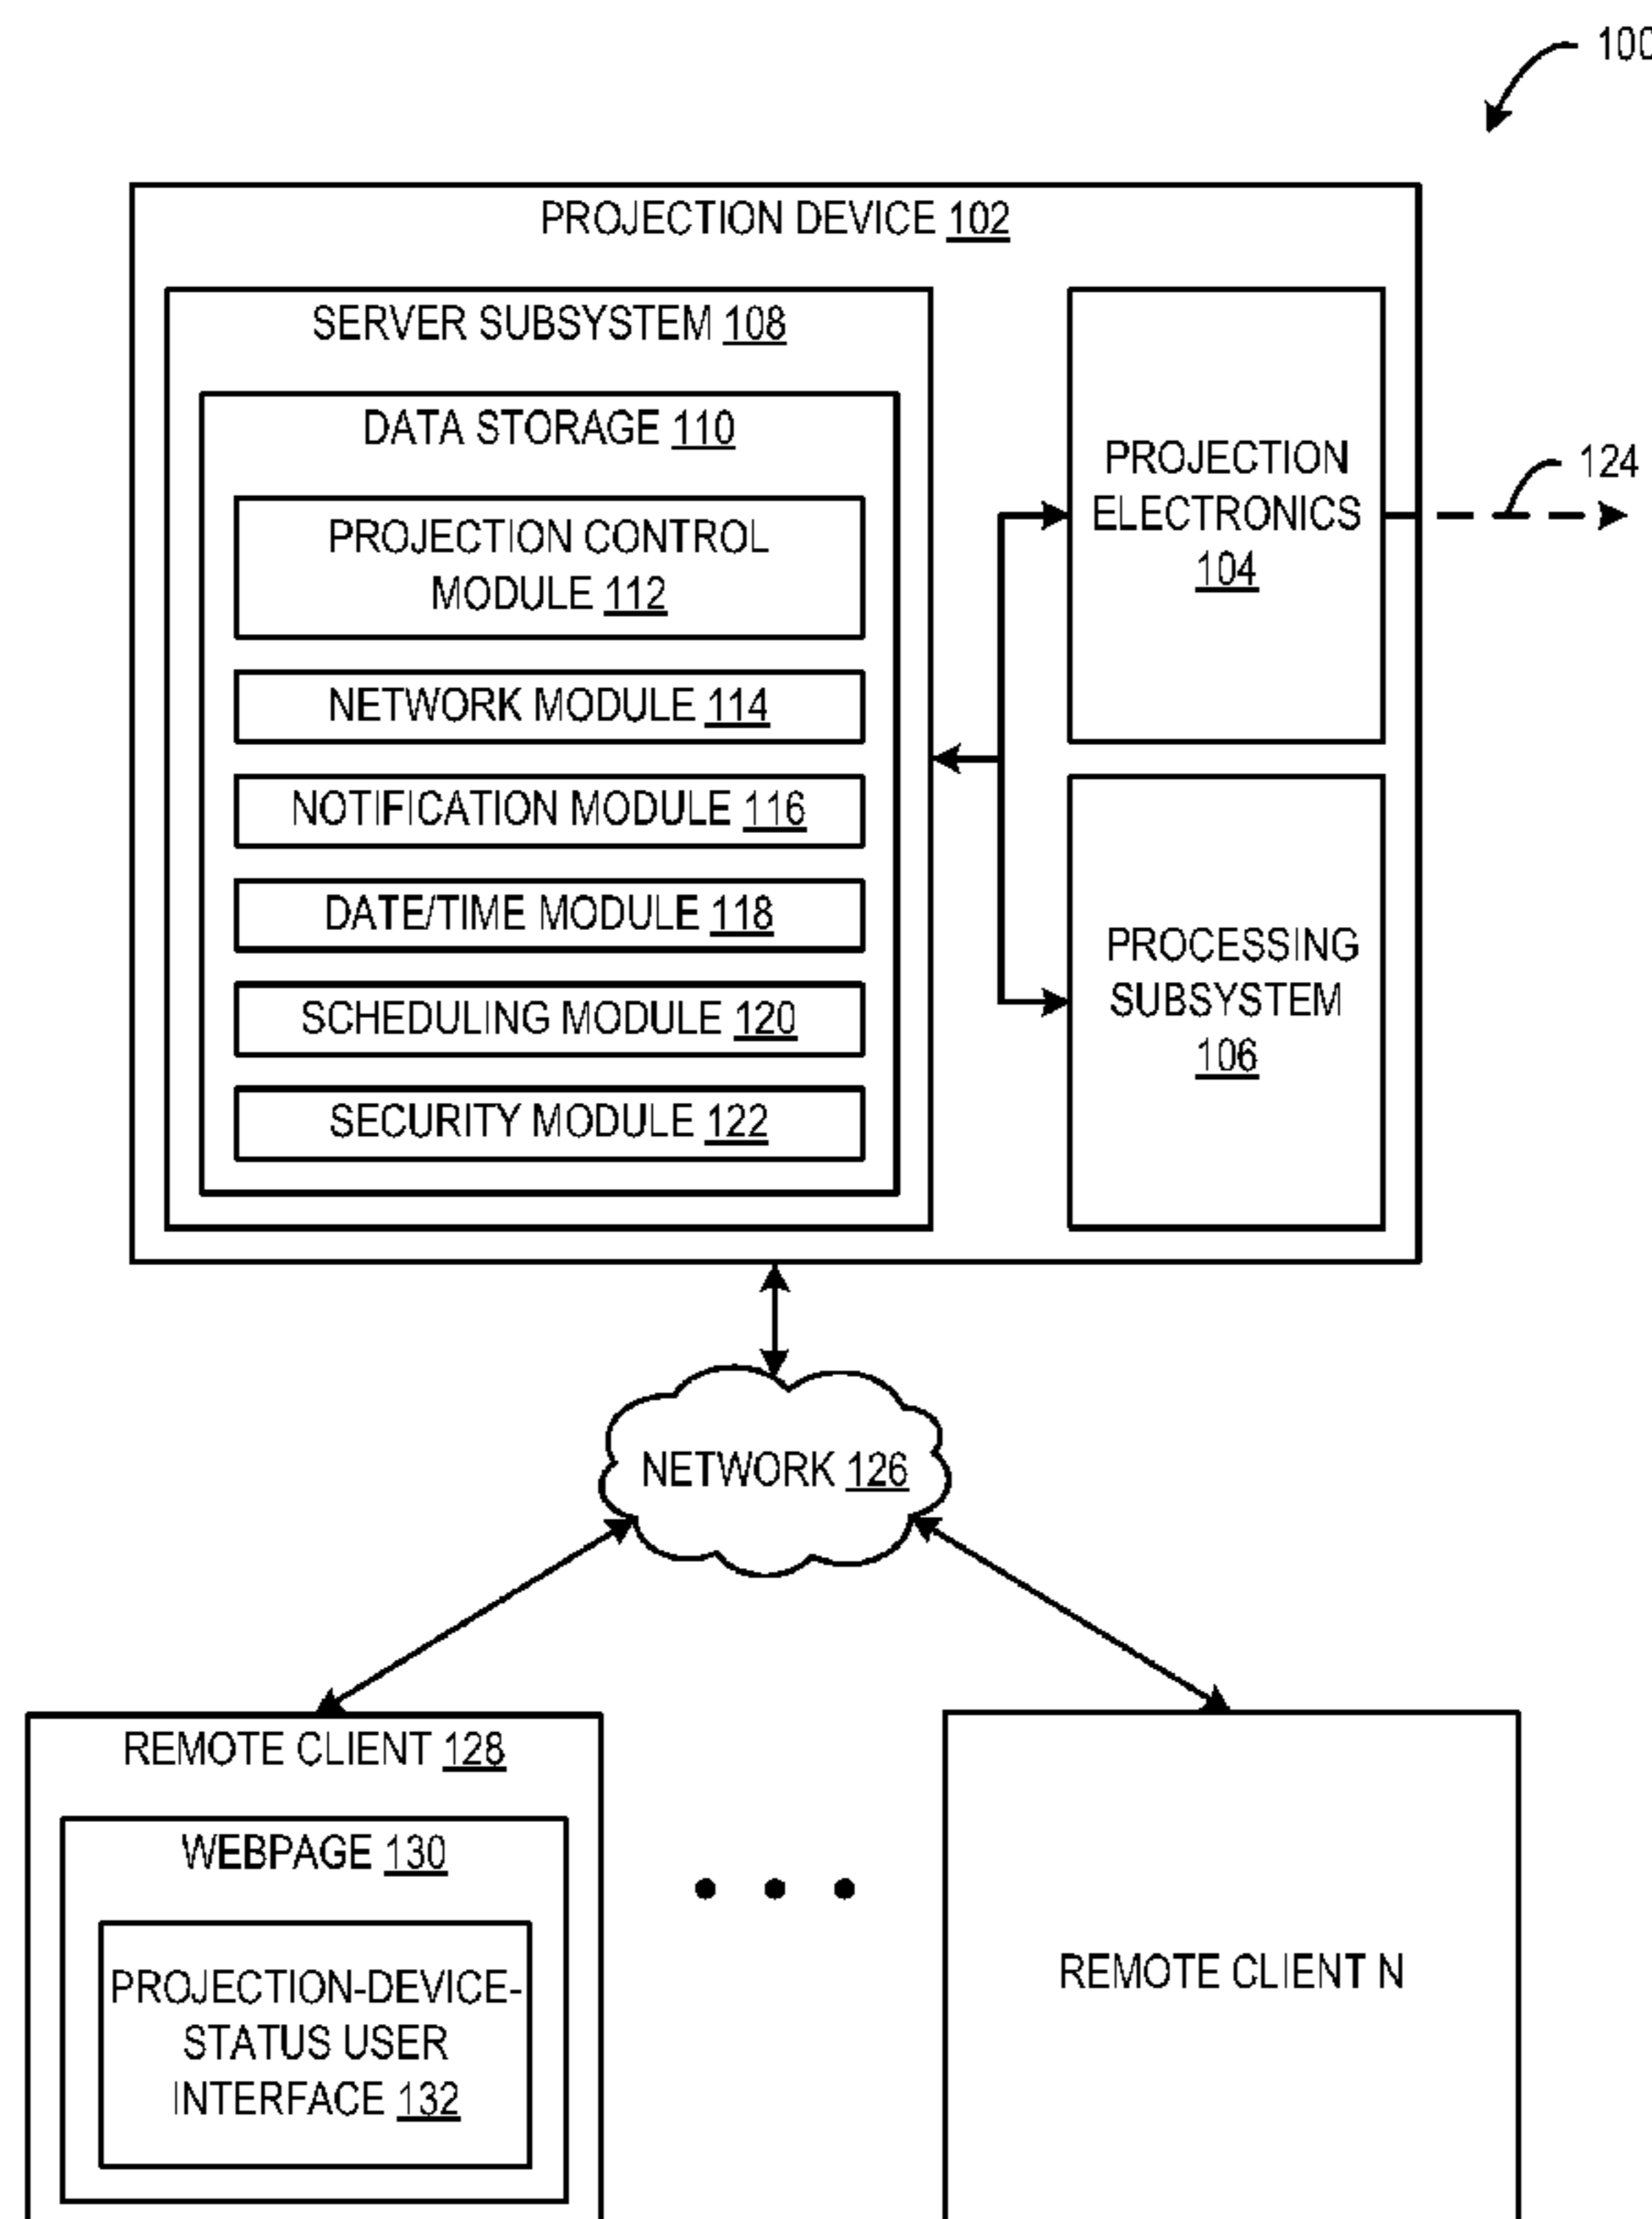 100
PROJECTION DEVICE 102
SERVER SUBSYSTEM 108
DATA STORAGE 110
PROJECTION CONTROL
MODULE 112
NETWORK MODULE 114
NOTIFICATION MODULE 116
DATE/TIME MODULE 118
SCHEDULING MODULE 120
SECURITY MODULE 122
PROJECTION
ELECTRONICS
104
124
PROCESSING
SUBSYSTEM
106
NETWORK 126
REMOTE CLIENT 128
WEBPAGE 130
PROJECTION-DEVICE-
STATUS USER
INTERFACE 132
REMOTE CLIENT N